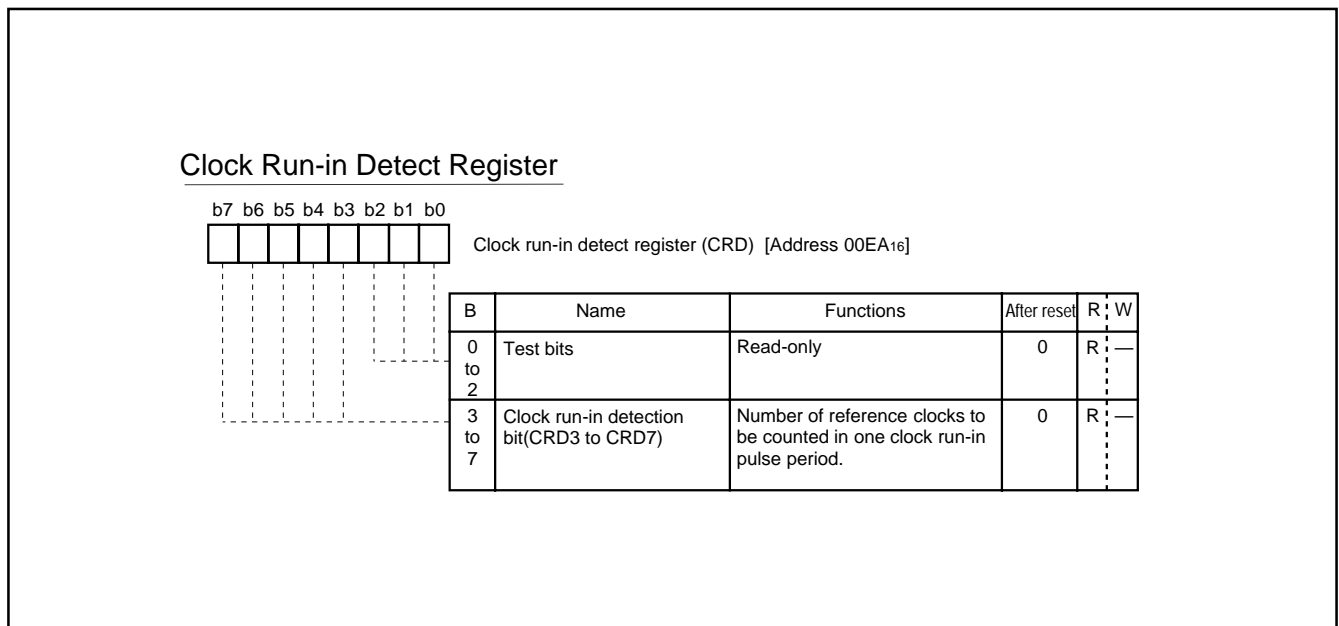 Clock Run-in Detect Register
b7 b6 b5 b4 b3 b2 b1 b0
Clock run-in detect register (CRD) [Address 00EA16]
B Name Functions After reset R W
0 to 2 Test bits Read-only 0 R —
3 to 7 Clock run-in detection bit(CRD3 to CRD7) Number of reference clocks to be counted in one clock run-in pulse period. 0 R —